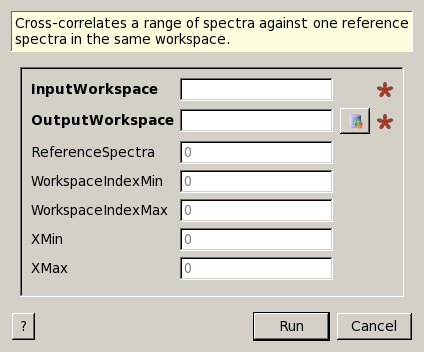 Cross-correlates a range of spectra against one reference
spectra in the same workspace.
InputWorkspace
OutputWorkspace
ReferenceSpectra 0
WorkspaceIndexMin 0
WorkspaceIndexMax 0
XMin 0
XMax 0
? Run Cancel